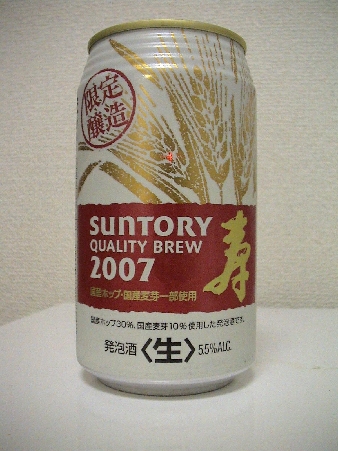 限定
醸造
SUNTORY
QUALITY BREW
2007
寿
国産ホップ・国産麦芽一部使用
国産ホップ30%、国産麦芽10%使用した発泡酒です。
発泡酒〈生〉5.5%ALC.